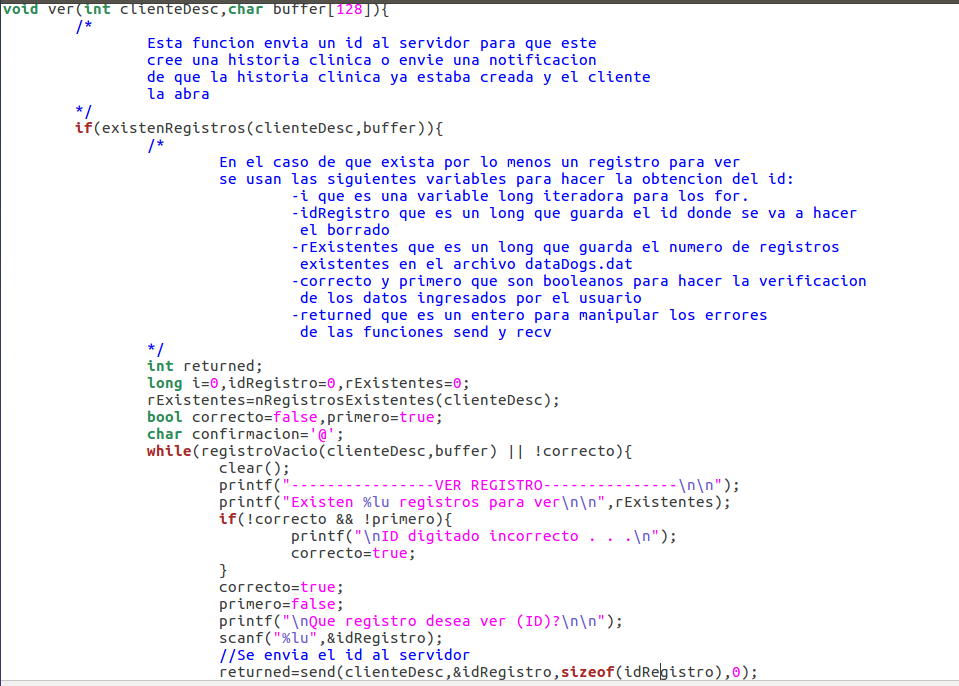 void ver(int clienteDesc,char buffer[128]){
/*
Esta funcion envia un id al servidor para que este
cree una historia clinica o envie una notificacion
de que la historia clinica ya estaba creada y el cliente
la abra
*/
if(existenRegistros(clienteDesc,buffer)){
/*
En el caso de que exista por lo menos un registro para ver
se usan las siguientes variables para hacer la obtencion del id:
-i que es una variable long iteradora para los for.
-idRegistro que es un long que guarda el id donde se va a hacer
el borrado
-rExistentes que es un long que guarda el numero de registros
existentes en el archivo dataDogs.dat
-correcto y primero que son booleanos para hacer la verificacion
de los datos ingresados por el usuario
-returned que es un entero para manipular los errores
de las funciones send y recv
*/
int returned;
long i=0,idRegistro=0,rExistentes=0;
rExistentes=nRegistrosExistentes(clienteDesc);
bool correcto=false,primero=true;
char confirmacion='@';
while(registroVacio(clienteDesc,buffer) || !correcto){
clear();
printf("----------------VER REGISTRO---------------\n\n");
printf("Existen %lu registros para ver\n\n",rExistentes);
if(!correcto && !primero){
printf("\nID digitado incorrecto . . .\n");
correcto=true;
}
correcto=true;
primero=false;
printf("\nQue registro desea ver (ID)?\n\n");
scanf("%lu",&idRegistro);
//Se envia el id al servidor
returned=send(clienteDesc,&idRegistro,sizeof(idRegistro),0);